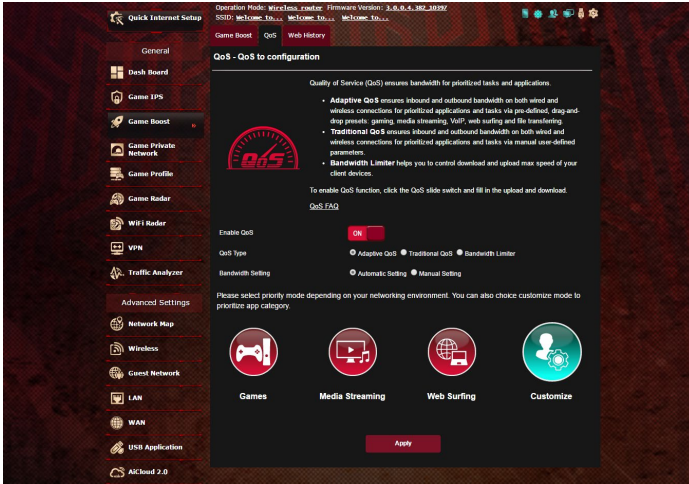 Quick Internet Setup
Operation Mode: Wireless router Firmware Version: 3.0.0.4.382_10397
SSID: Welcome to... Welcome to... Welcome to...
Game Boost QoS Web History
General
Dash Board
Game IPS
Game Boost
Game Private
Network
Game Profile
Game Radar
WiFi Radar
VPN
Traffic Analyzer
Advanced Settings
Network Map
Wireless
Guest Network
LAN
WAN
USB Application
AiCloud 2.0
QoS - QoS to configuration
QoS
Quality of Service (QoS) ensures bandwidth for prioritized tasks and applications.
• Adaptive QoS ensures inbound and outbound bandwidth on both wired and
wireless connections for prioritized applications and tasks via pre-defined, drag-and-
drop presets: gaming, media streaming, VoIP, web surfing and file transferring.
• Traditional QoS ensures inbound and outbound bandwidth on both wired and
wireless connections for prioritized applications and tasks via manual user-defined
parameters.
• Bandwidth Limiter helps you to control download and upload max speed of your
client devices.
To enable QoS function, click the QoS slide switch and fill in the upload and download.
QoS FAQ
Enable QoS ON
QoS Type Adaptive QoS Traditional QoS Bandwidth Limiter
Bandwidth Setting Automatic Setting Manual Setting
Please select priority mode depending on your networking environment. You can also choice customize mode to
prioritize app category.
Games Media Streaming Web Surfing Customize
Apply